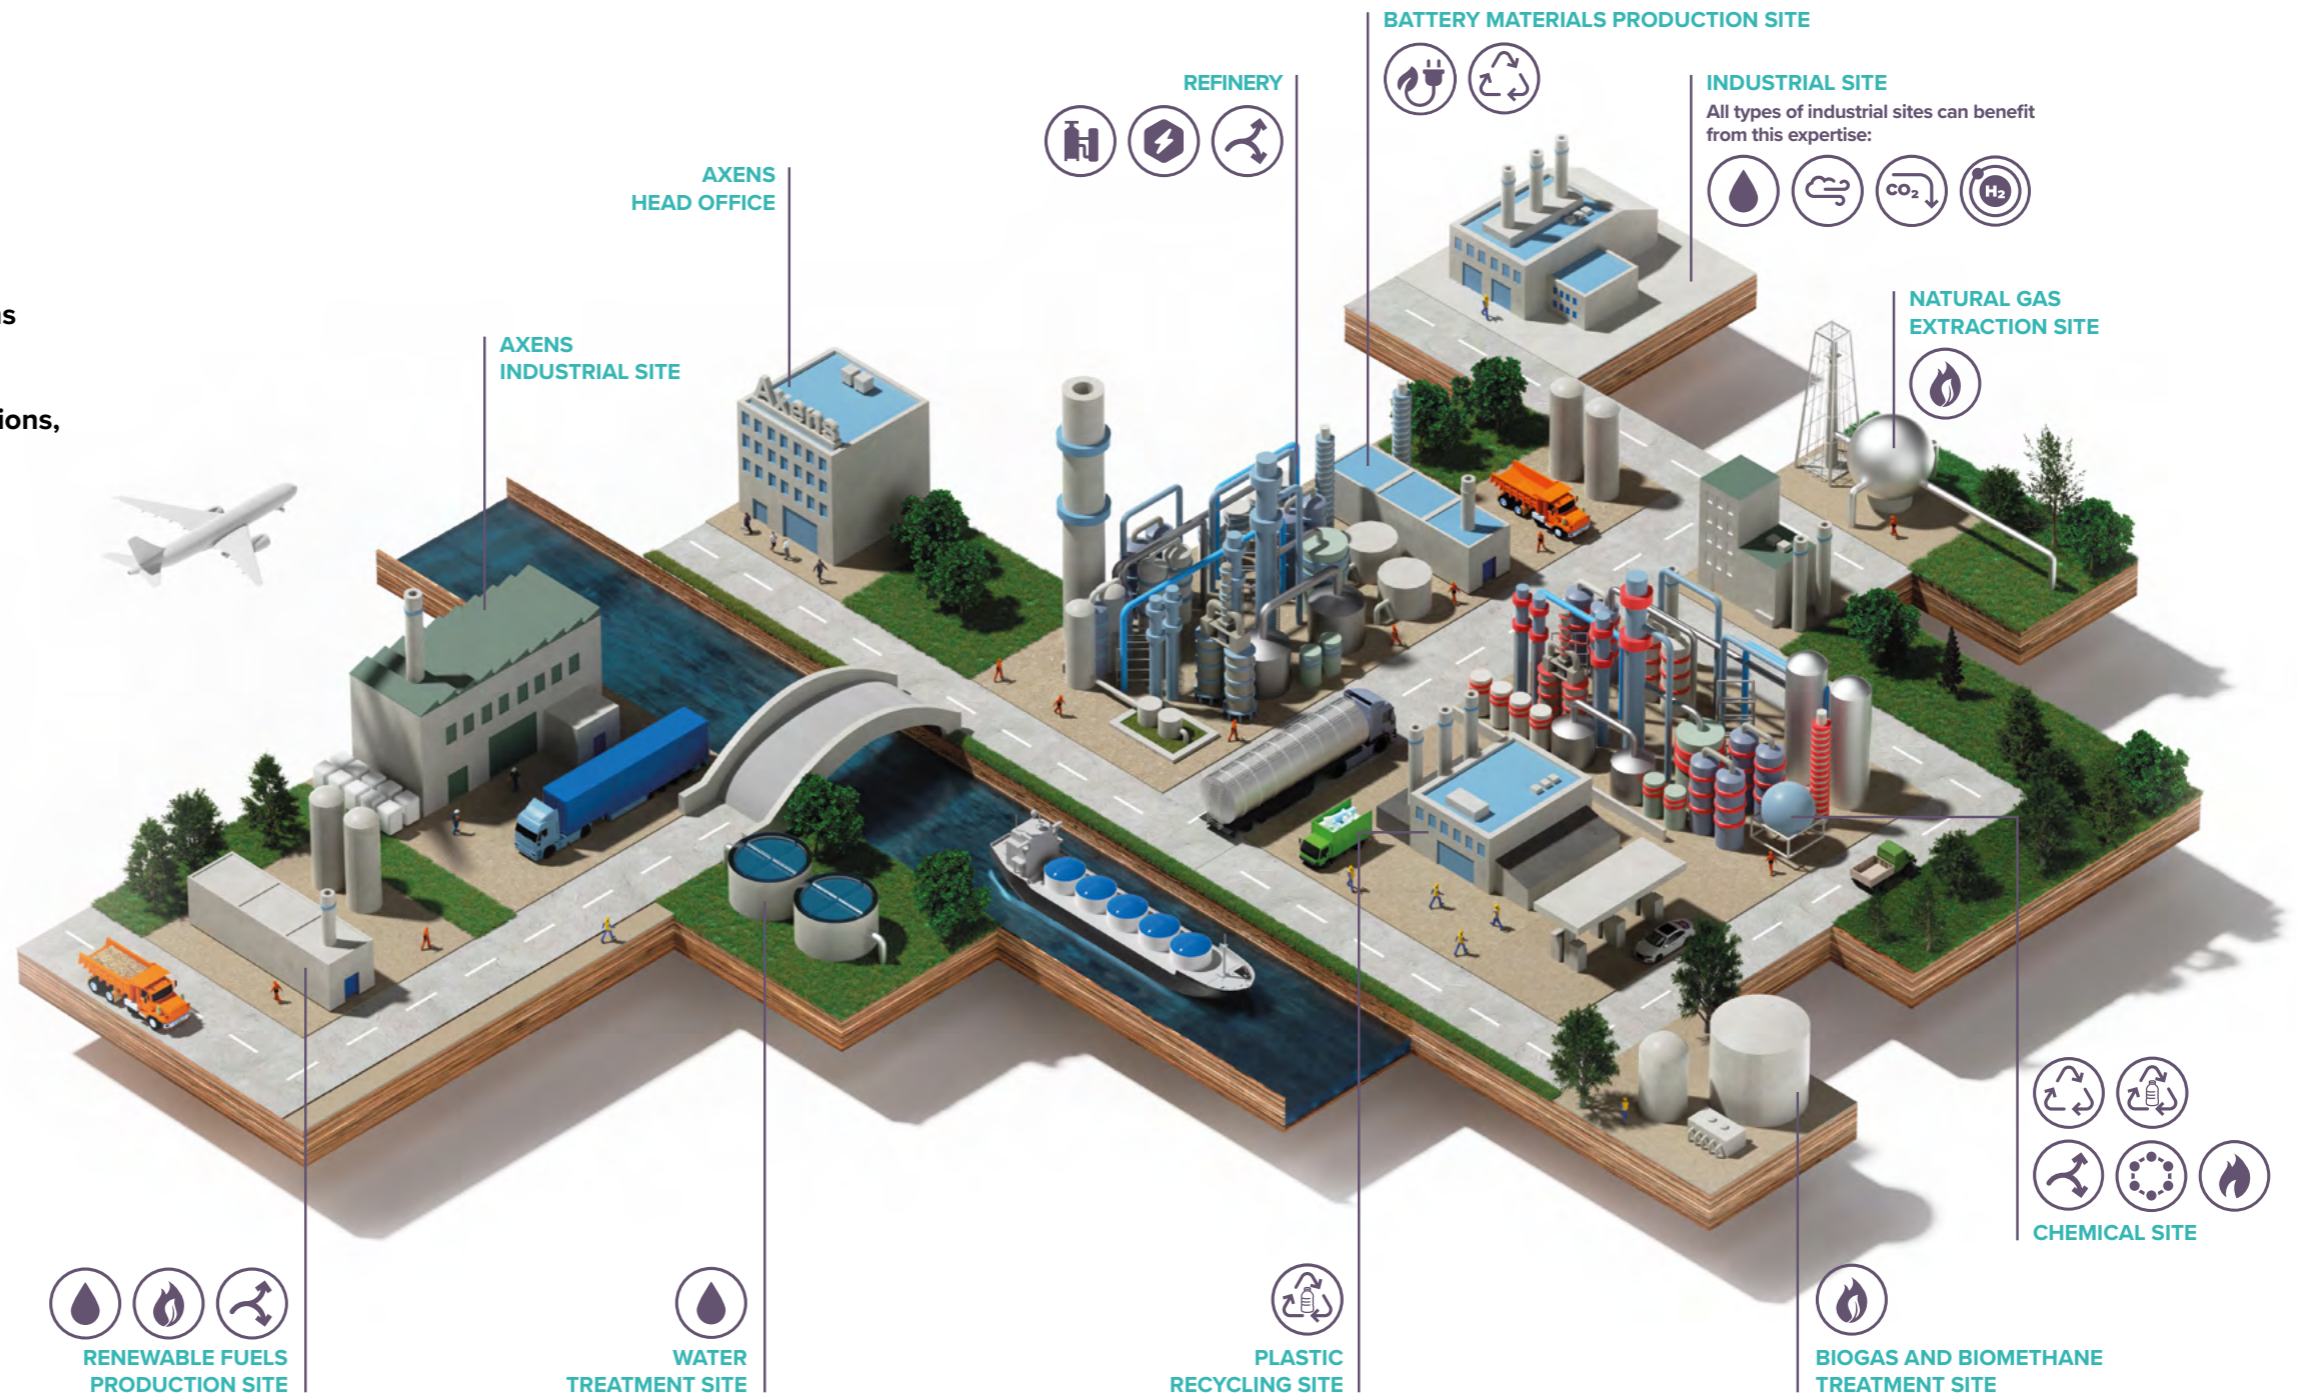 BATTERY MATERIALS PRODUCTION SITE
REFINERY
INDUSTRIAL SITE
All types of industrial sites can benefit
from this expertise:
CO₂
H₂
AXENS
HEAD OFFICE
NATURAL GAS
EXTRACTION SITE
AXENS
INDUSTRIAL SITE
ions,
Axens
CHEMICAL SITE
RENEWABLE FUELS
PRODUCTION SITE
WATER
TREATMENT SITE
PLASTIC
RECYCLING SITE
BIOGAS AND BIOMETHANE
TREATMENT SITE